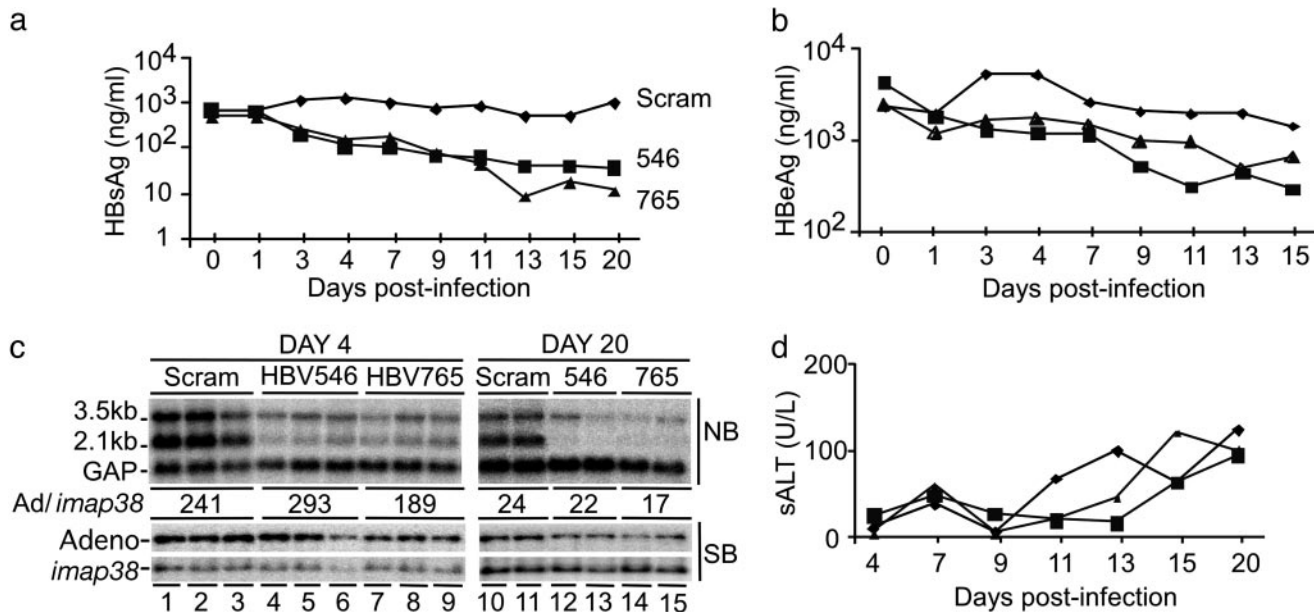 a
HBsAg (ng/ml)
10⁴
10³
10²
10
1
Scram
546
765
0 1 3 4 7 9 11 13 15 20
Days post-infection
b
HBeAg (ng/ml)
10⁴
10³
10²
0 1 3 4 7 9 11 13 15
Days post-infection
c
DAY 4 DAY 20
Scram HBV546 HBV765 Scram 546 765
3.5kb-
2.1kb-
GAP-
NB
Ad/imap38 241 293 189 24 22 17
Adeno-
imap38-
SB
1 2 3 4 5 6 7 8 9 10 11 12 13 14 15
d
sALT (U/L)
200
100
0
4 7 9 11 13 15 20
Days post-infection